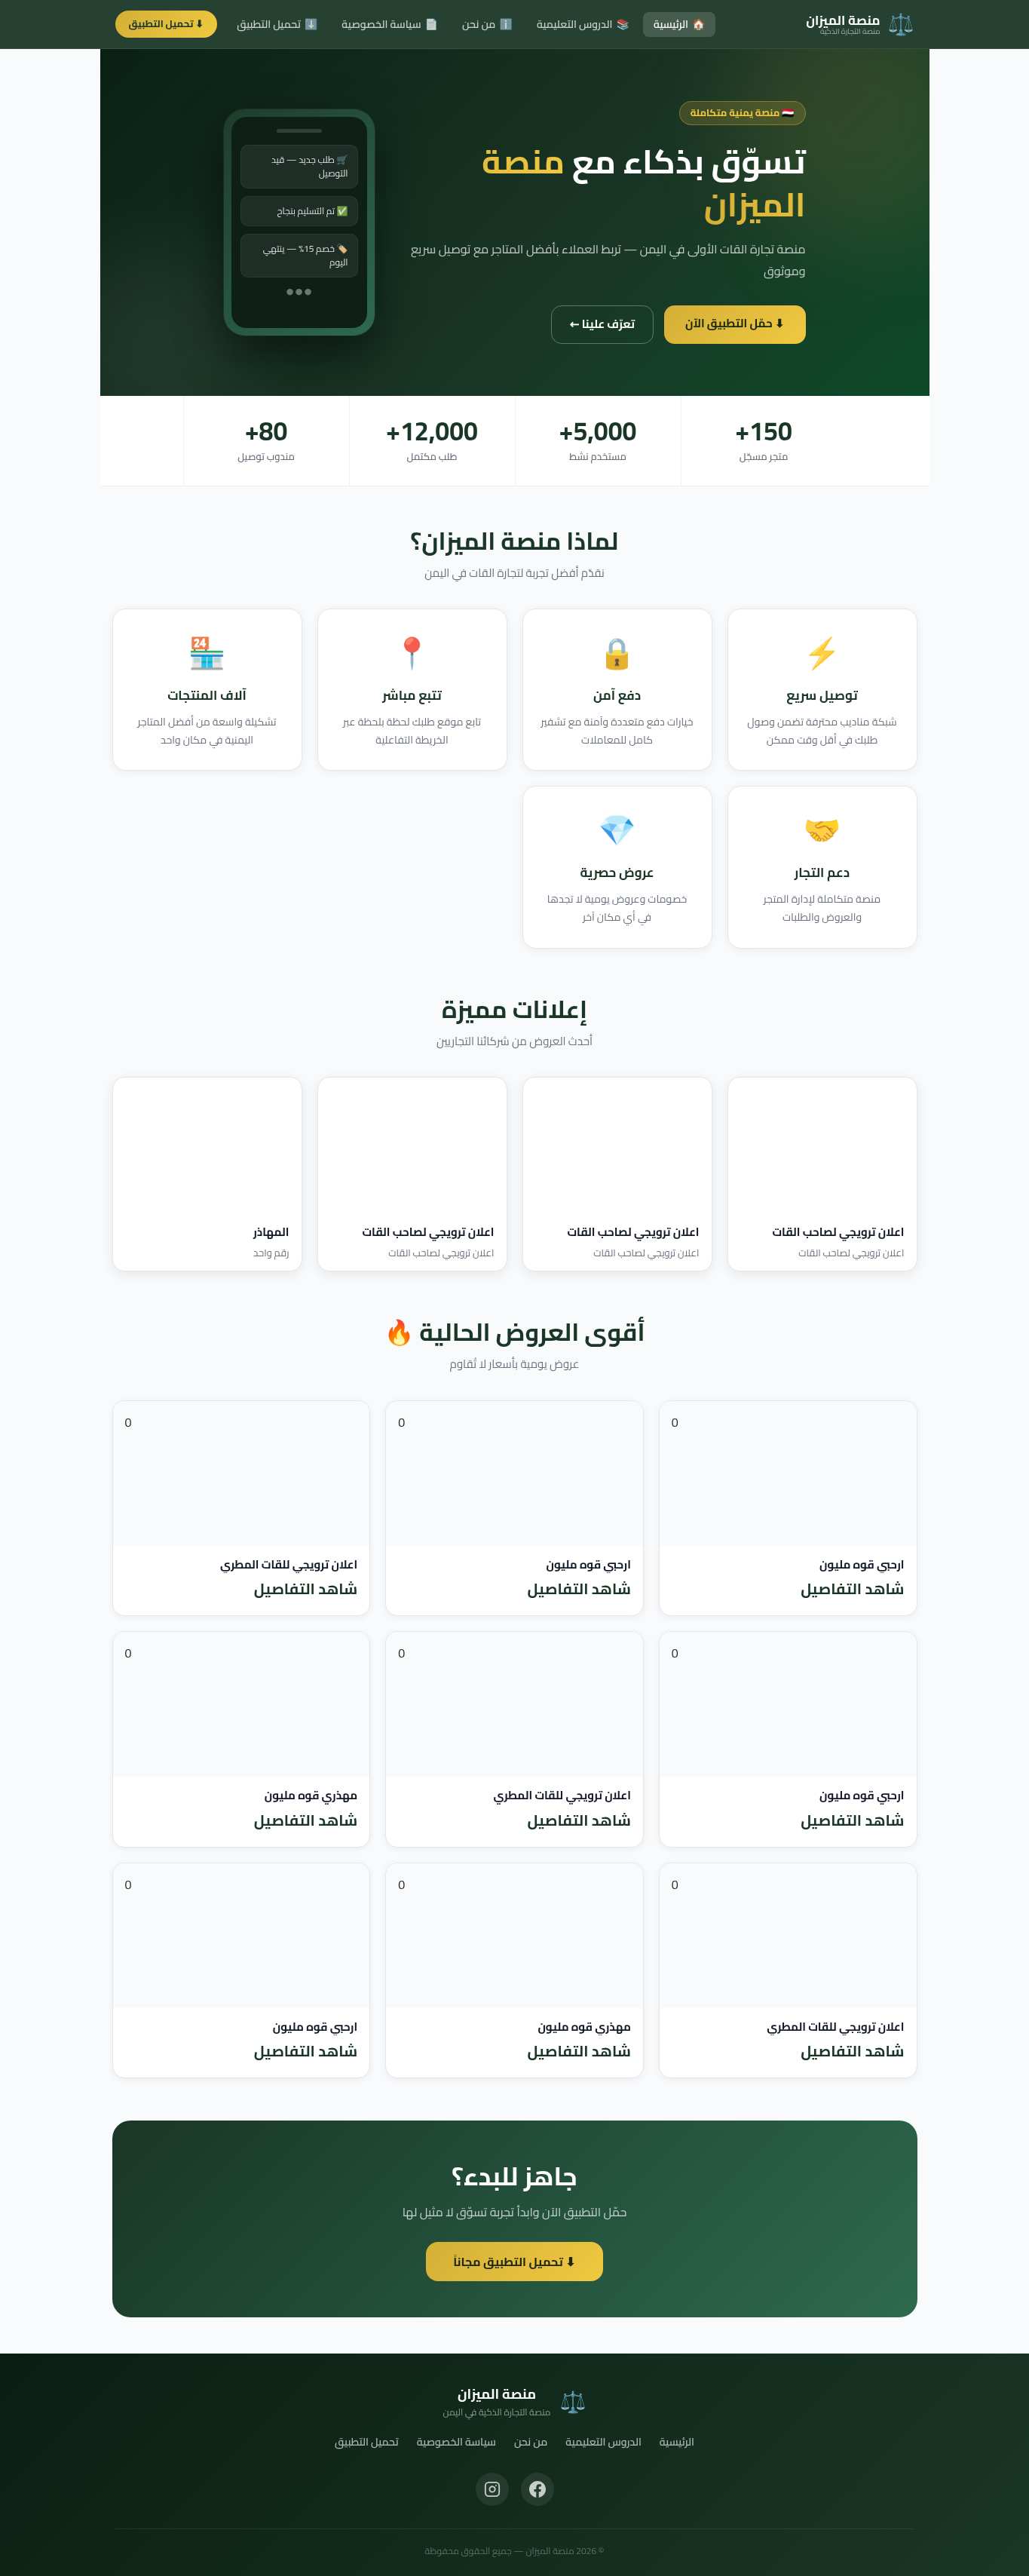 منصة الميزان
منصة التجارة الذكية
🏠 الرئيسية
📚 الدروس التعليمية
ℹ️ من نحن
📄 سياسة الخصوصية
⬇️ تحميل التطبيق
⬇ تحميل التطبيق
🇾🇪 منصة يمنية متكاملة
تسوّق بذكاء مع منصة
الميزان
منصة تجارة القات الأولى في اليمن — تربط العملاء بأفضل المتاجر مع توصيل سريع
وموثوق
⬇ حمّل التطبيق الآن
تعرّف علينا ←
🛒 طلب جديد — قيد
التوصيل
✅ تم التسليم بنجاح
🏷️ خصم 15% — ينتهي
اليوم
+150
متجر مسجّل
+5,000
مستخدم نشط
+12,000
طلب مكتمل
+80
مندوب توصيل
لماذا منصة الميزان؟
نقدّم أفضل تجربة لتجارة القات في اليمن
توصيل سريع
شبكة مناديب محترفة تضمن وصول
طلبك في أقل وقت ممكن
دفع آمن
خيارات دفع متعددة وآمنة مع تشفير
كامل للمعاملات
تتبع مباشر
تابع موقع طلبك لحظة بلحظة عبر
الخريطة التفاعلية
آلاف المنتجات
تشكيلة واسعة من أفضل المتاجر
اليمنية في مكان واحد
دعم التجار
منصة متكاملة لإدارة المتجر
والعروض والطلبات
عروض حصرية
خصومات وعروض يومية لا تجدها
في أي مكان آخر
إعلانات مميزة
أحدث العروض من شركائنا التجاريين
اعلان ترويجي لصاحب القات
اعلان ترويجي لصاحب القات
اعلان ترويجي لصاحب القات
اعلان ترويجي لصاحب القات
اعلان ترويجي لصاحب القات
اعلان ترويجي لصاحب القات
المهاذر
رقم واحد
أقوى العروض الحالية 🔥
عروض يومية بأسعار لا تُقاوم
0
ارحبي قوه مليون
شاهد التفاصيل
0
ارحبي قوه مليون
شاهد التفاصيل
0
اعلان ترويجي للقات المطري
شاهد التفاصيل
0
ارحبي قوه مليون
شاهد التفاصيل
0
اعلان ترويجي للقات المطري
شاهد التفاصيل
0
مهذري قوه مليون
شاهد التفاصيل
0
اعلان ترويجي للقات المطري
شاهد التفاصيل
0
مهذري قوه مليون
شاهد التفاصيل
0
ارحبي قوه مليون
شاهد التفاصيل
جاهز للبدء؟
حمّل التطبيق الآن وابدأ تجربة تسوّق لا مثيل لها
⬇ تحميل التطبيق مجاناً
منصة الميزان
منصة التجارة الذكية في اليمن
الرئيسية
الدروس التعليمية
من نحن
سياسة الخصوصية
تحميل التطبيق
© 2026 منصة الميزان — جميع الحقوق محفوظة